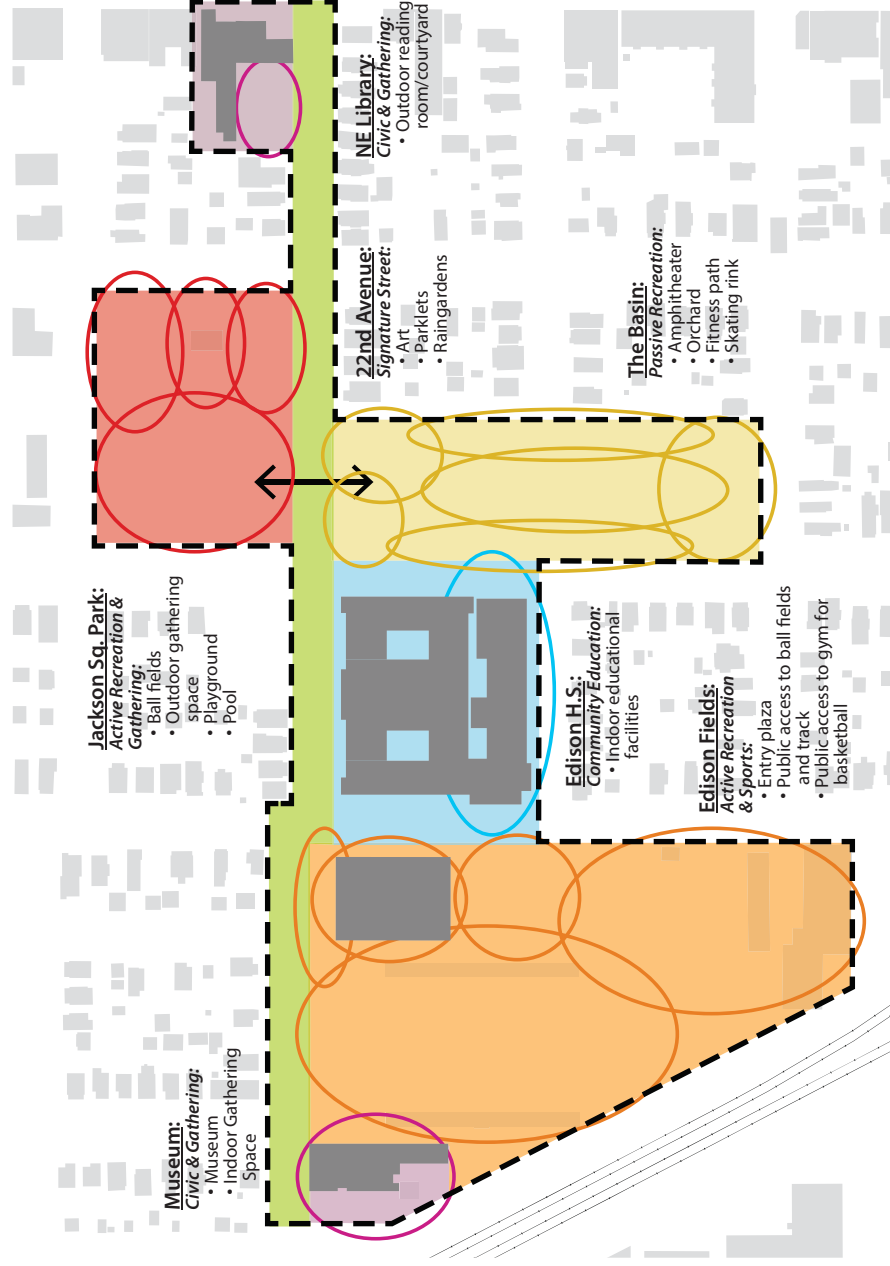 Museum:
Civic & Gathering:
• Museum
• Indoor Gathering
Space
Jackson Sq. Park:
Active Recreation &
Gathering:
• Ball fields
• Outdoor gathering
space
• Playground
• Pool
22nd Avenue:
Signature Street:
• Art
• Parklets
• Raingardens
NE Library:
Civic & Gathering:
• Outdoor reading
room/courtyard
Edison H.S.:
Community Education:
• Indoor educational
facilities
Edison Fields:
Active Recreation
& Sports:
• Entry plaza
• Public access to ball fields
and track
• Public access to gym for
basketball
The Basin:
Passive Recreation:
• Amphitheater
• Orchard
• Fitness path
• Skating rink